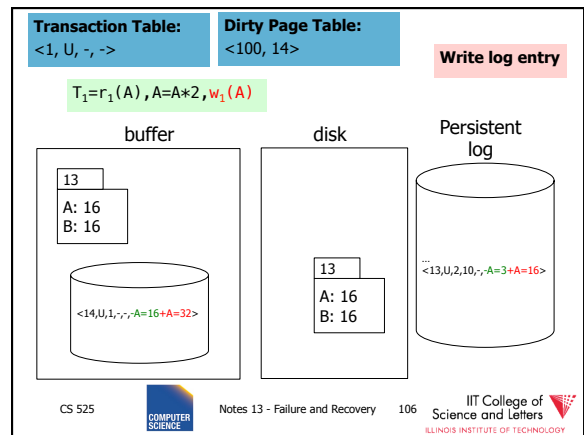 Transaction Table:
<1, U, -, ->
Dirty Page Table:
<100, 14>
Write log entry
T₁=r₁(A),A=A*2,w₁(A)
buffer
disk
Persistent
log
13
A: 16
B: 16
<14,U,1,-,-,-A=16+A=32>
13
A: 16
B: 16
...
<13,U,2,10,-,-A=3+A=16>
CS 525
COMPUTER
SCIENCE
Notes 13 - Failure and Recovery
106
IIT College of
Science and Letters
ILLINOIS INSTITUTE OF TECHNOLOGY